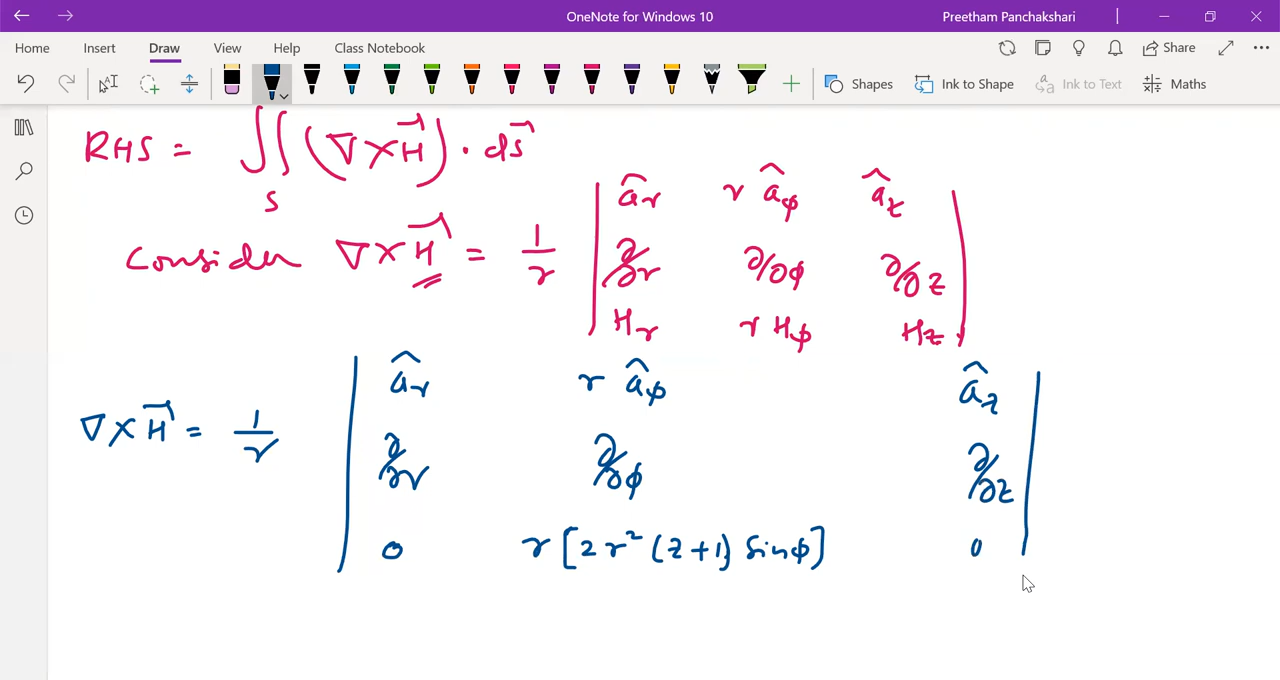 OneNote for Windows 10
Preetham Panchakshari
Home Insert Draw View Help Class Notebook Share
Shapes Ink to Shape Ink to Text Maths
RHS = ∬ (∇×H⃗) · ds⃗
S
Consider ∇×H⃗ = 1/r | âr r âφ âz
∂/∂r ∂/∂φ ∂/∂z
Hr r Hφ Hz |
∇×H⃗ = 1/r | âr r âφ âz
∂/∂r ∂/∂φ ∂/∂z
0 r[2r²(z+1) sinφ] 0 |